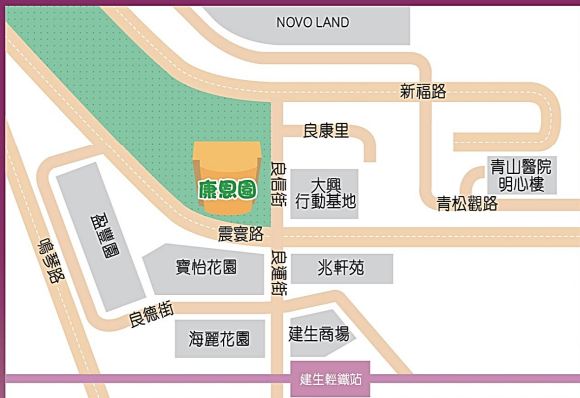 NOVO LAND
新福路
良康里
青山醫院
明心樓
康恩園
良信街
大興
行動基地
青松觀路
震寰路
盈豐園
鳴琴路
寶怡花園
良運街
兆軒苑
良德街
海麗花園
建生商場
建生輕鐵站